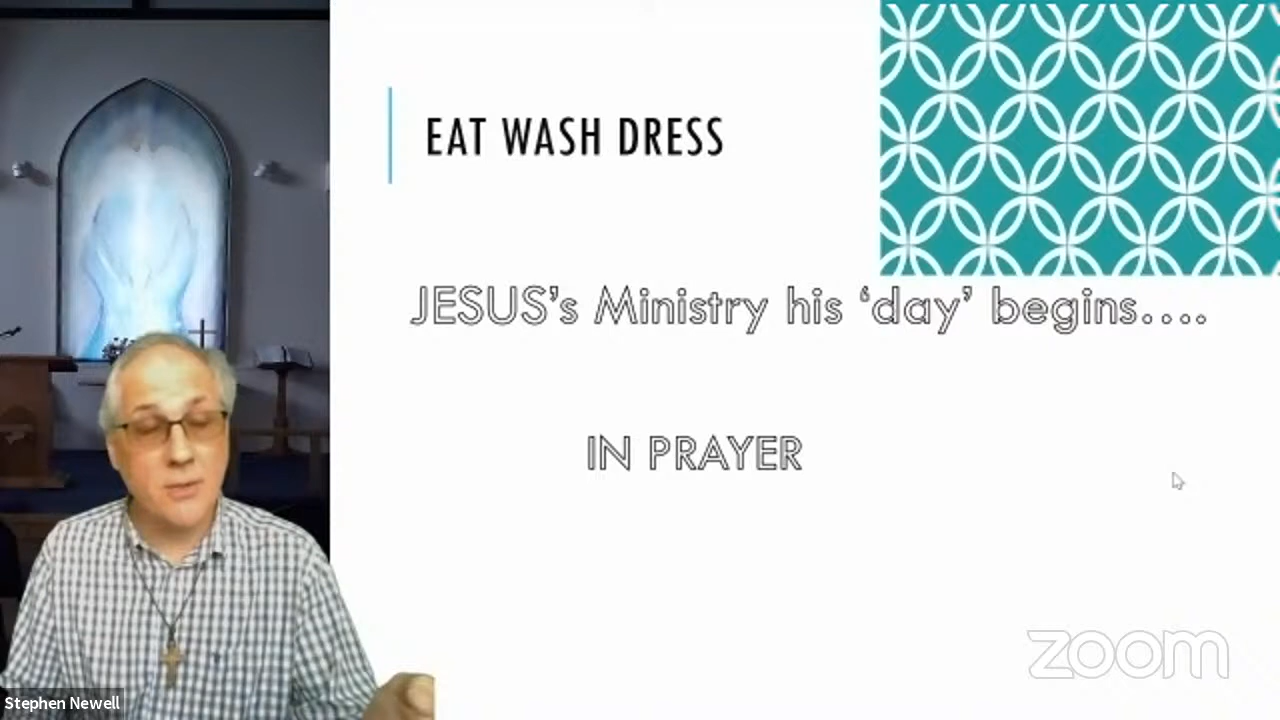 EAT WASH DRESS
JESUS's Ministry his ‘day’ begins....
IN PRAYER
zoom
Stephen Newell